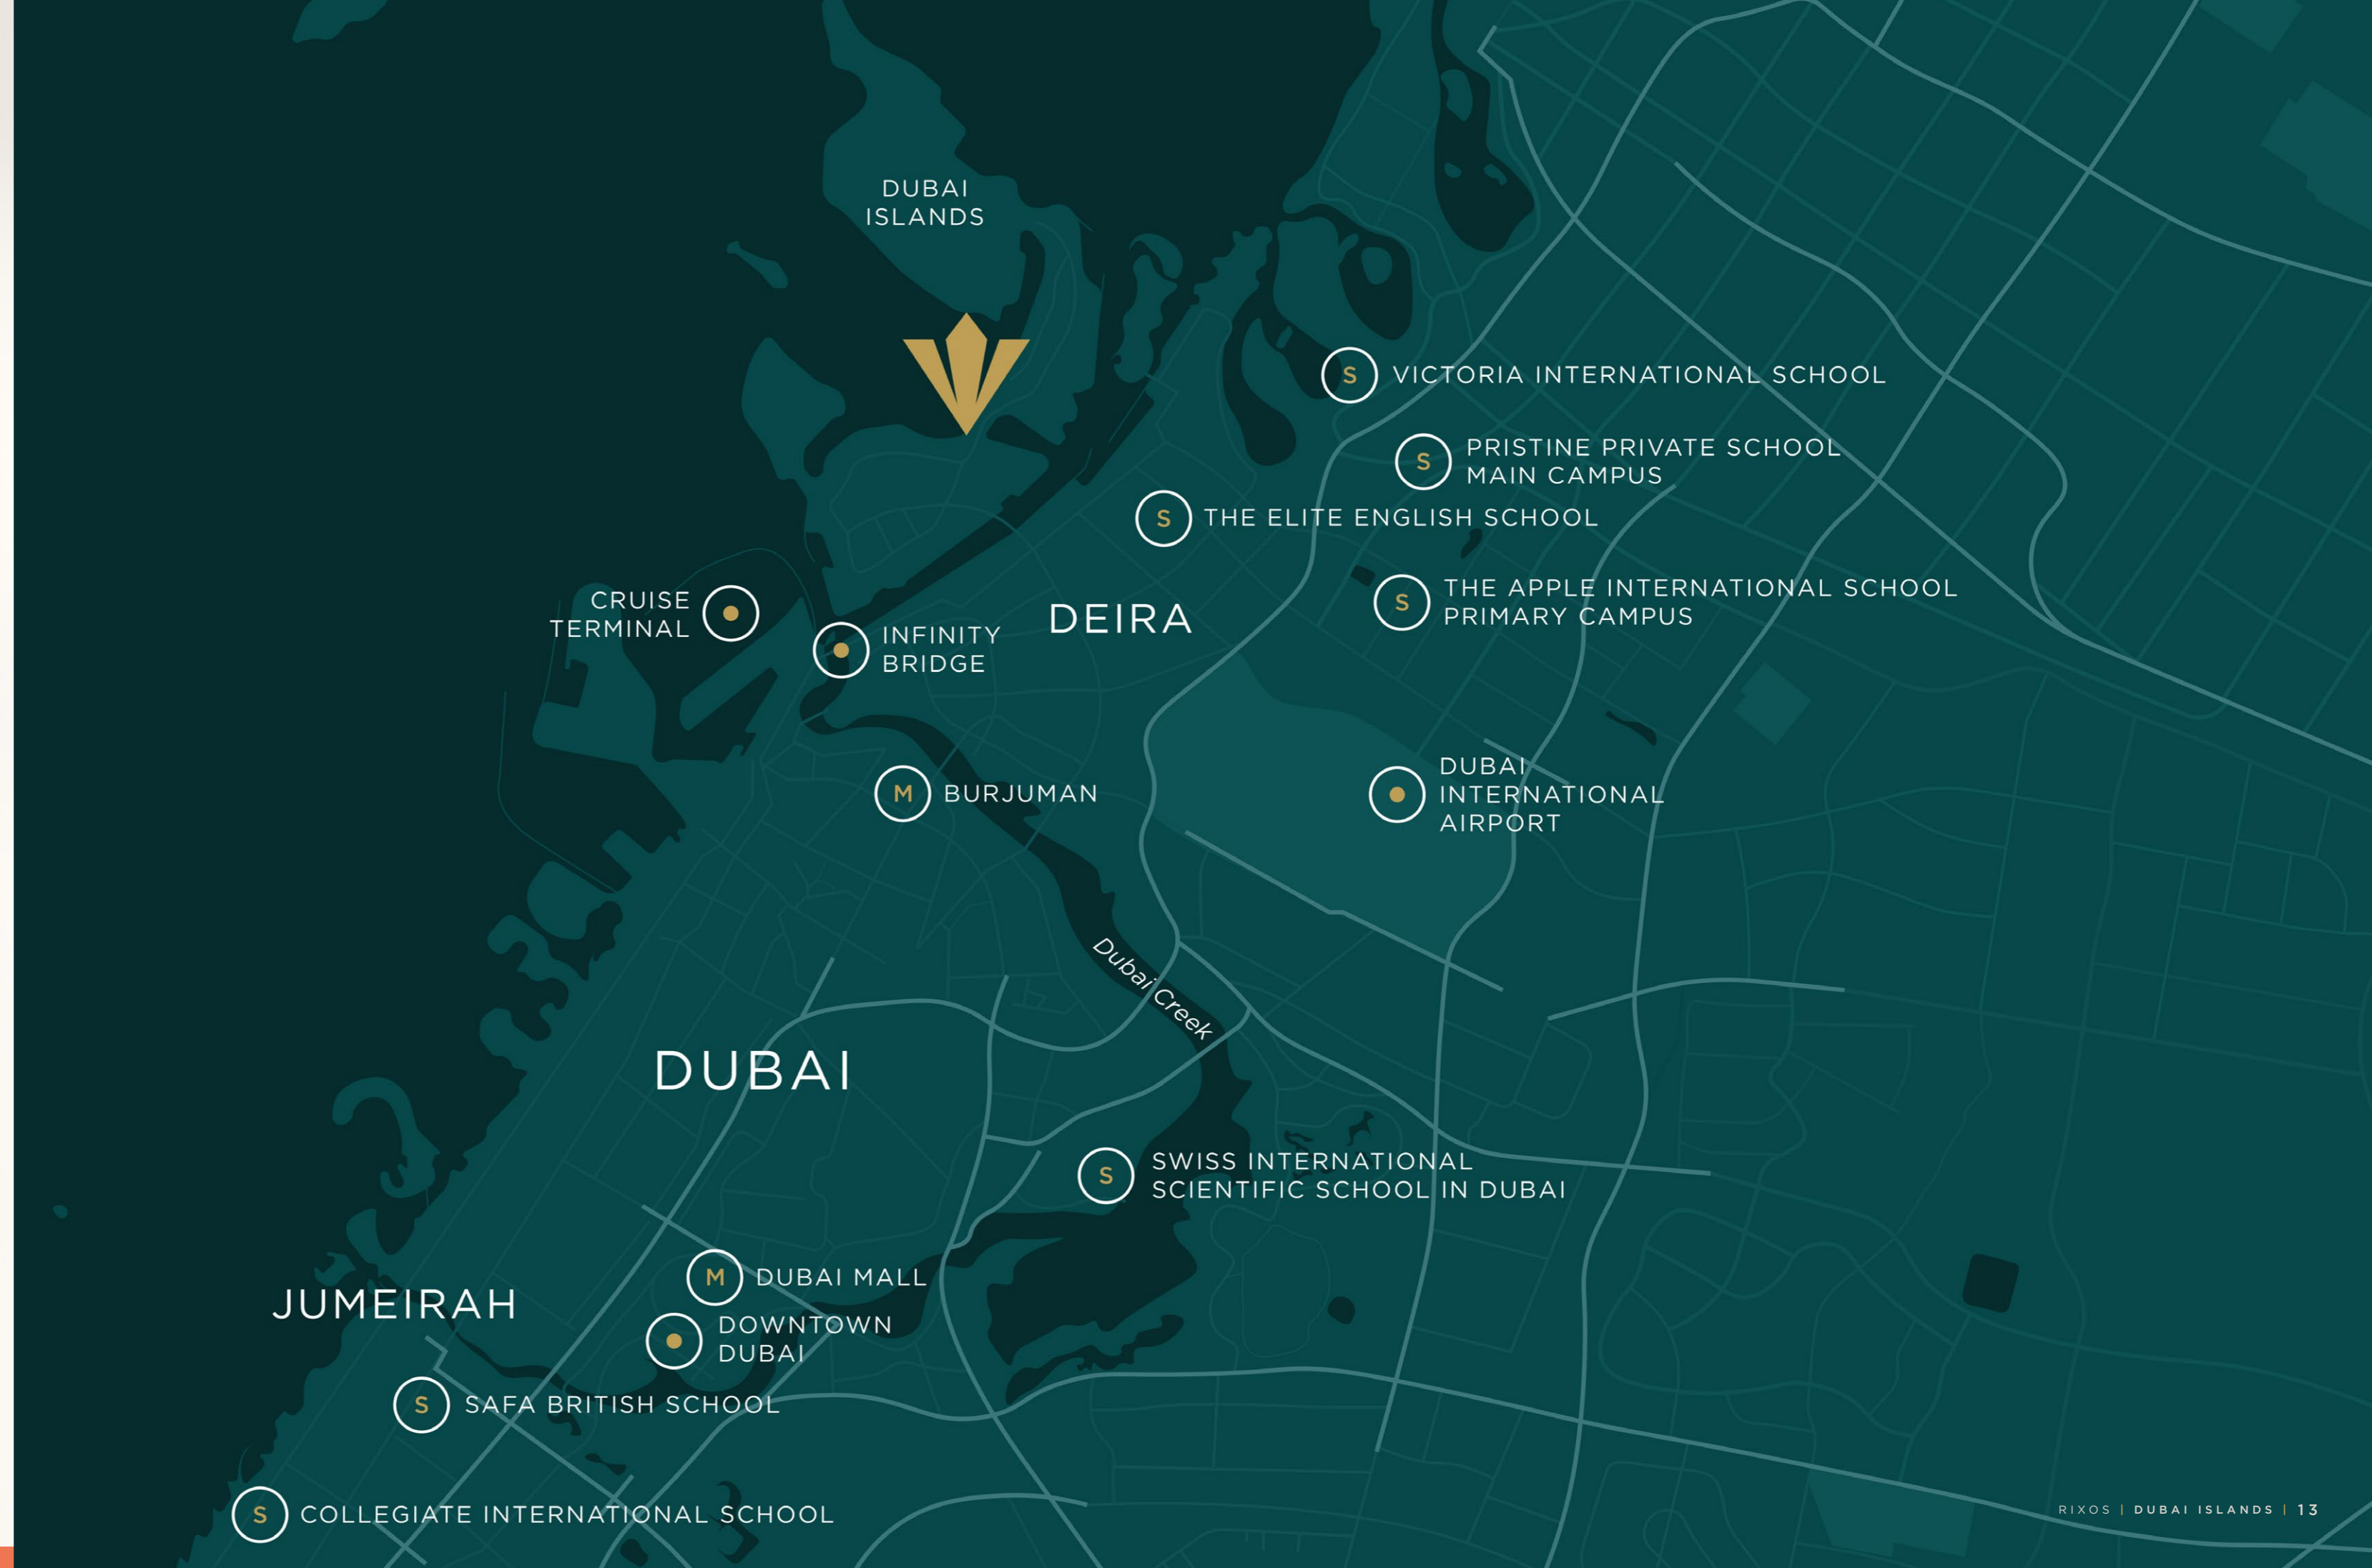 DUBAI
ISLANDS
S
VICTORIA INTERNATIONAL SCHOOL
S
PRISTINE PRIVATE SCHOOL
MAIN CAMPUS
S
THE ELITE ENGLISH SCHOOL
S
THE APPLE INTERNATIONAL SCHOOL
PRIMARY CAMPUS
CRUISE
TERMINAL
INFINITY
BRIDGE
DEIRA
M
BURJUMAN
DUBAI
INTERNATIONAL
AIRPORT
Dubai Creek
DUBAI
S
SWISS INTERNATIONAL
SCIENTIFIC SCHOOL IN DUBAI
M
DUBAI MALL
JUMEIRAH
DOWNTOWN
DUBAI
S
SAFA BRITISH SCHOOL
S
COLLEGIATE INTERNATIONAL SCHOOL
RIXOS | DUBAI ISLANDS | 13